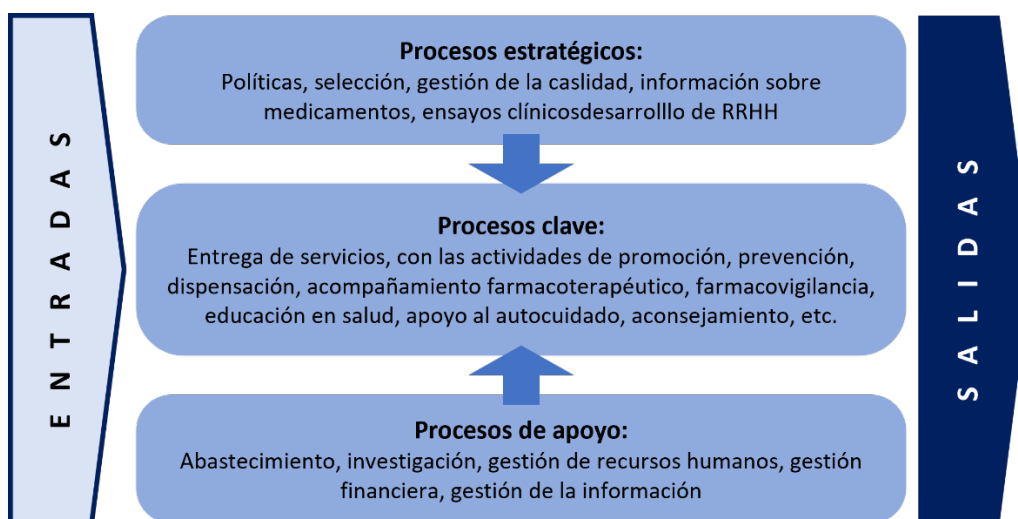 ENTRADAS
Procesos estratégicos:
Políticas, selección, gestión de la caslidad, información sobre
medicamentos, ensayos clínicosdesarrolllo de RRHH
Procesos clave:
Entrega de servicios, con las actividades de promoción, prevención,
dispensación, acompañamiento farmacoterapéutico, farmacovigilancia,
educación en salud, apoyo al autocuidado, aconsejamiento, etc.
Procesos de apoyo:
Abastecimiento, investigación, gestión de recursos humanos, gestión
financiera, gestión de la información
SALIDAS